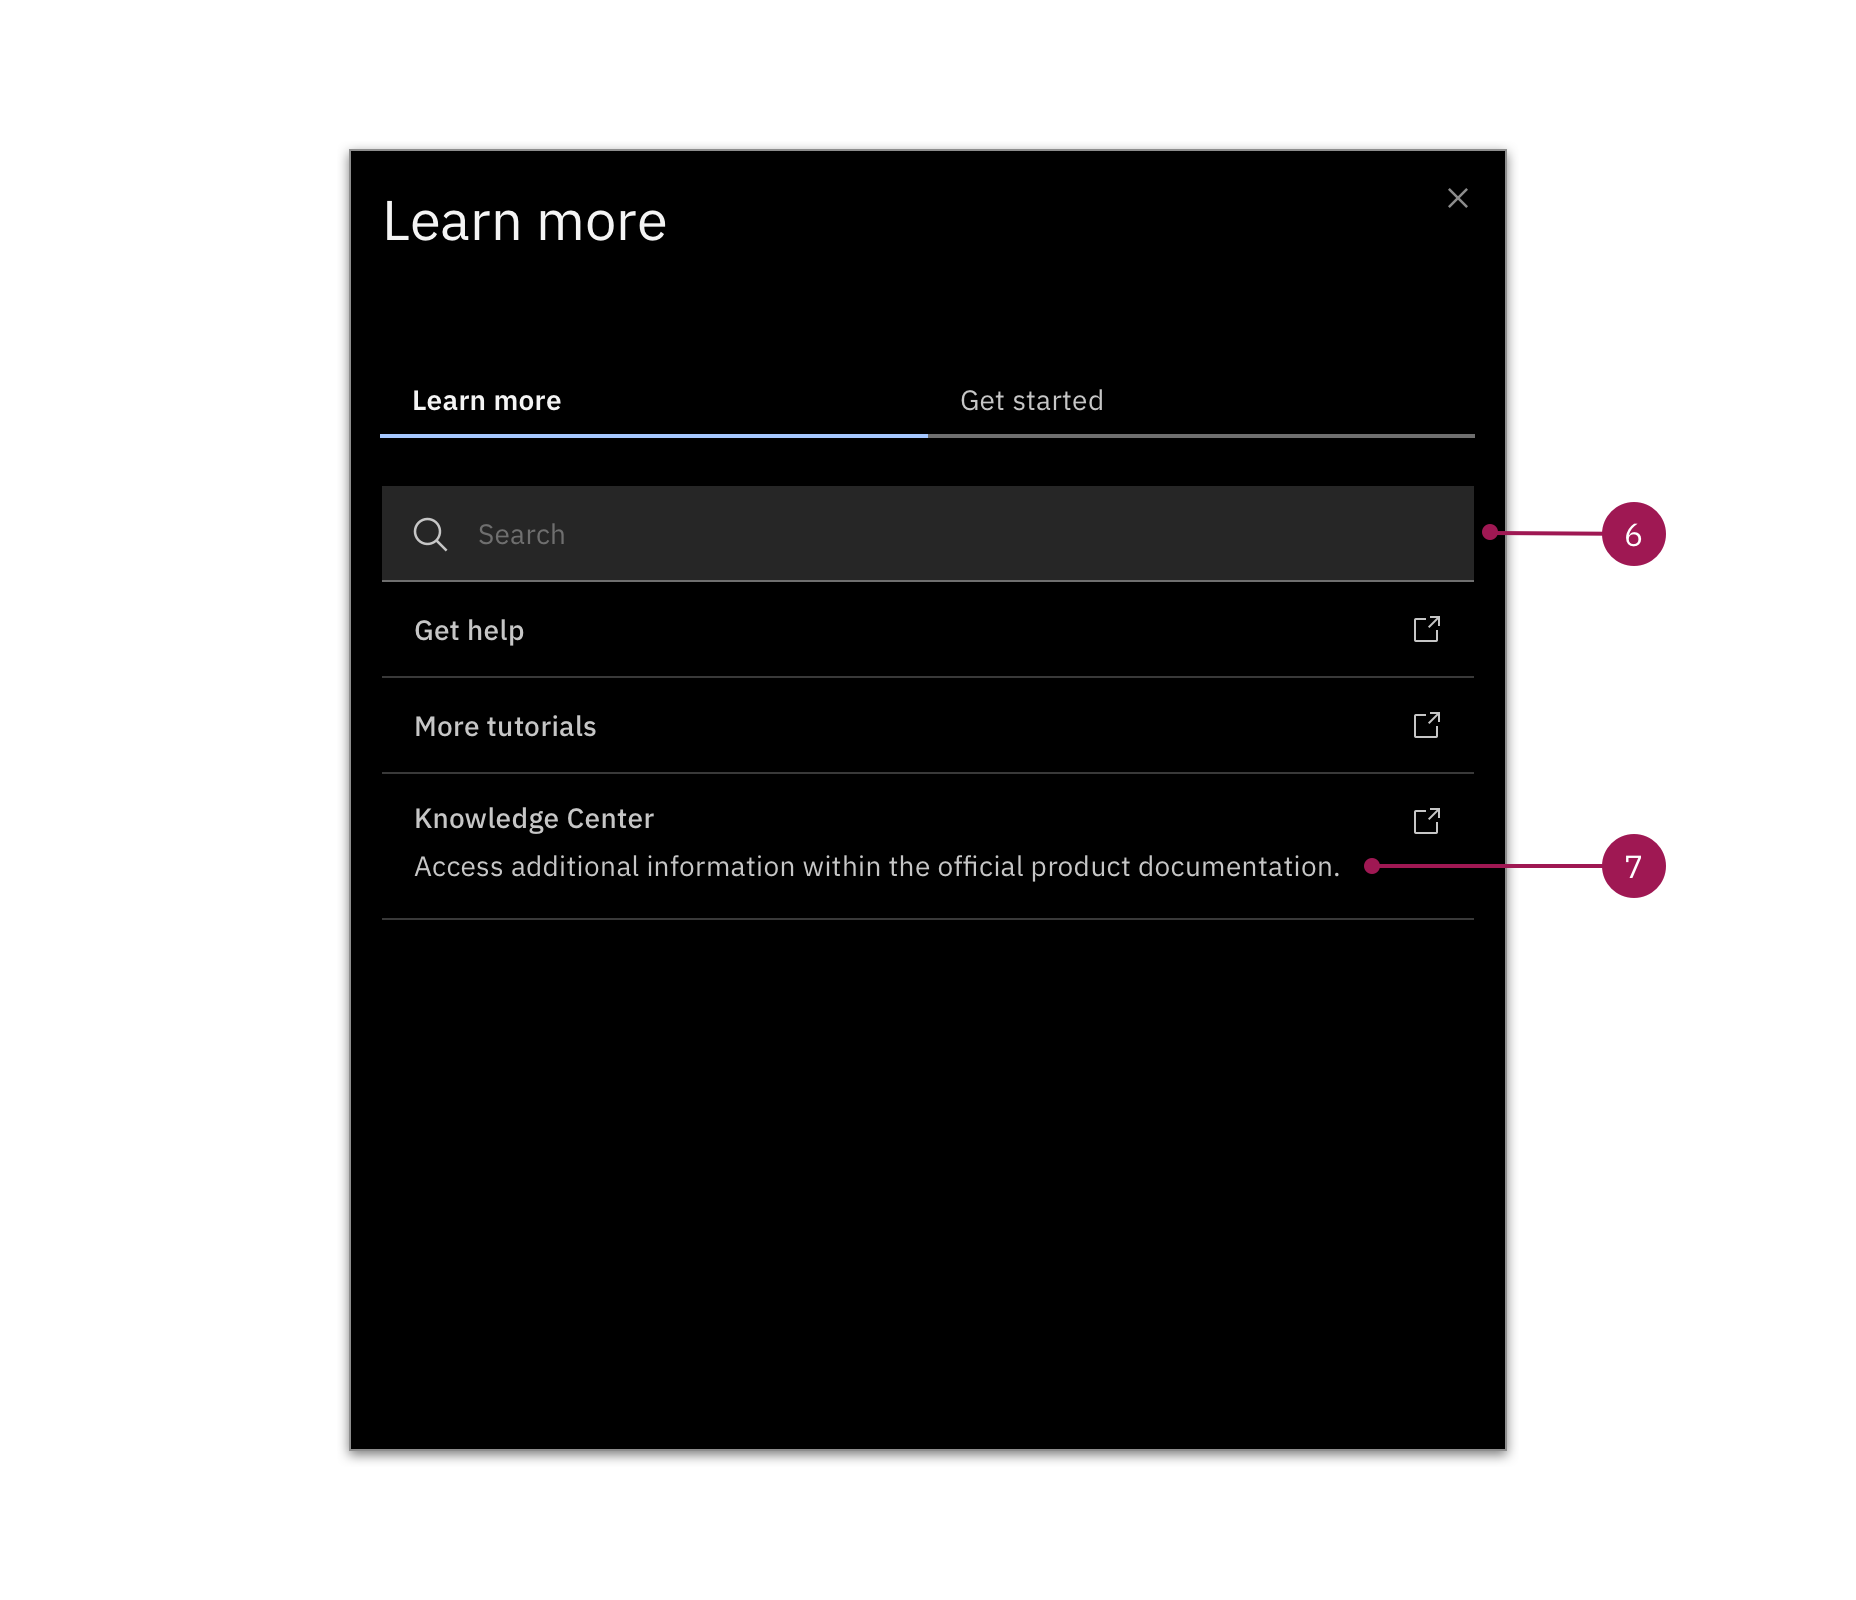 Learn more
Learn more
Get started
Search
6
Get help
More tutorials
Knowledge Center
Access additional information within the official product documentation.
7